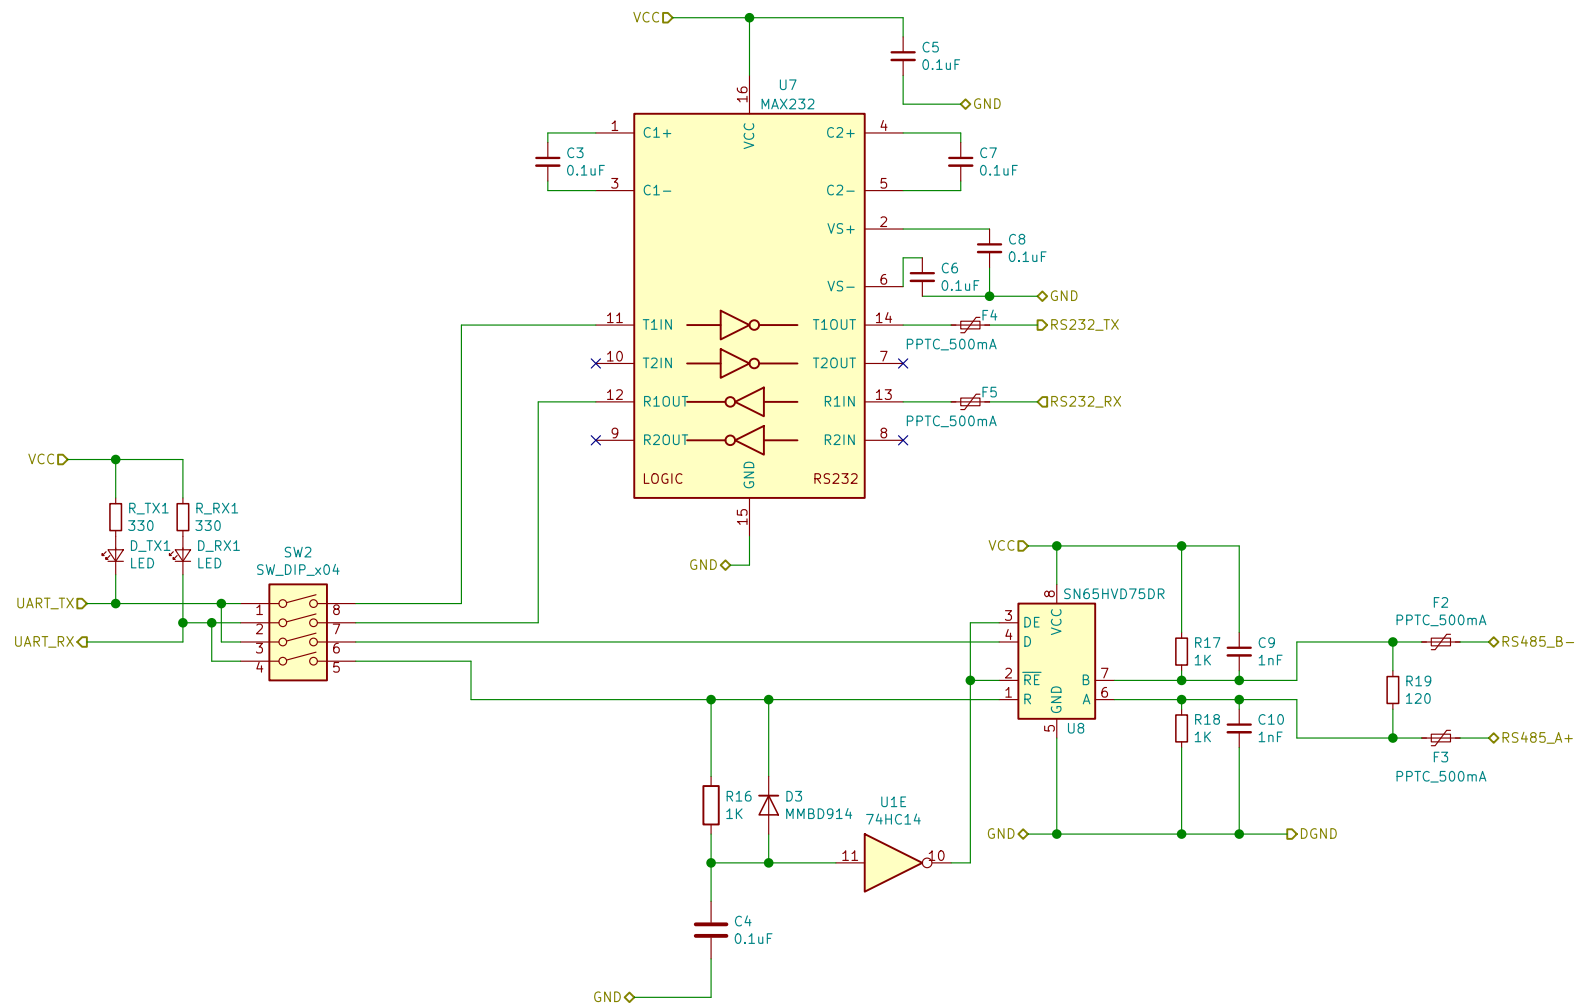 VCC
C5
0.1uF
GND
U7
MAX232
16
VCC
1
C1+
C2+
4
C3
0.1uF
C7
0.1uF
3
C1-
C2-
5
VS+
2
C8
0.1uF
C6
0.1uF
VS-
6
GND
11
T1IN
T1OUT
14
F4
RS232_TX
PPTC_500mA
10
T2IN
T2OUT
7
12
R1OUT
R1IN
13
F5
RS232_RX
PPTC_500mA
9
R2OUT
R2IN
8
GND
LOGIC
RS232
15
GND
VCC
R_TX1
330
R_RX1
330
D_TX1
LED
D_RX1
LED
SW2
SW_DIP_x04
UART_TX
UART_RX
1
8
2
7
3
6
4
5
VCC
8
SN65HVD75DR
3
DE
VCC
4
D
2
RE
B
7
1
R
GND
A
6
5
U8
R17
1K
C9
1nF
R18
1K
C10
1nF
F2
PPTC_500mA
RS485_B-
R19
120
RS485_A+
F3
PPTC_500mA
GND
DGND
R16
1K
D3
MMBD914
U1E
74HC14
11
10
C4
0.1uF
GND